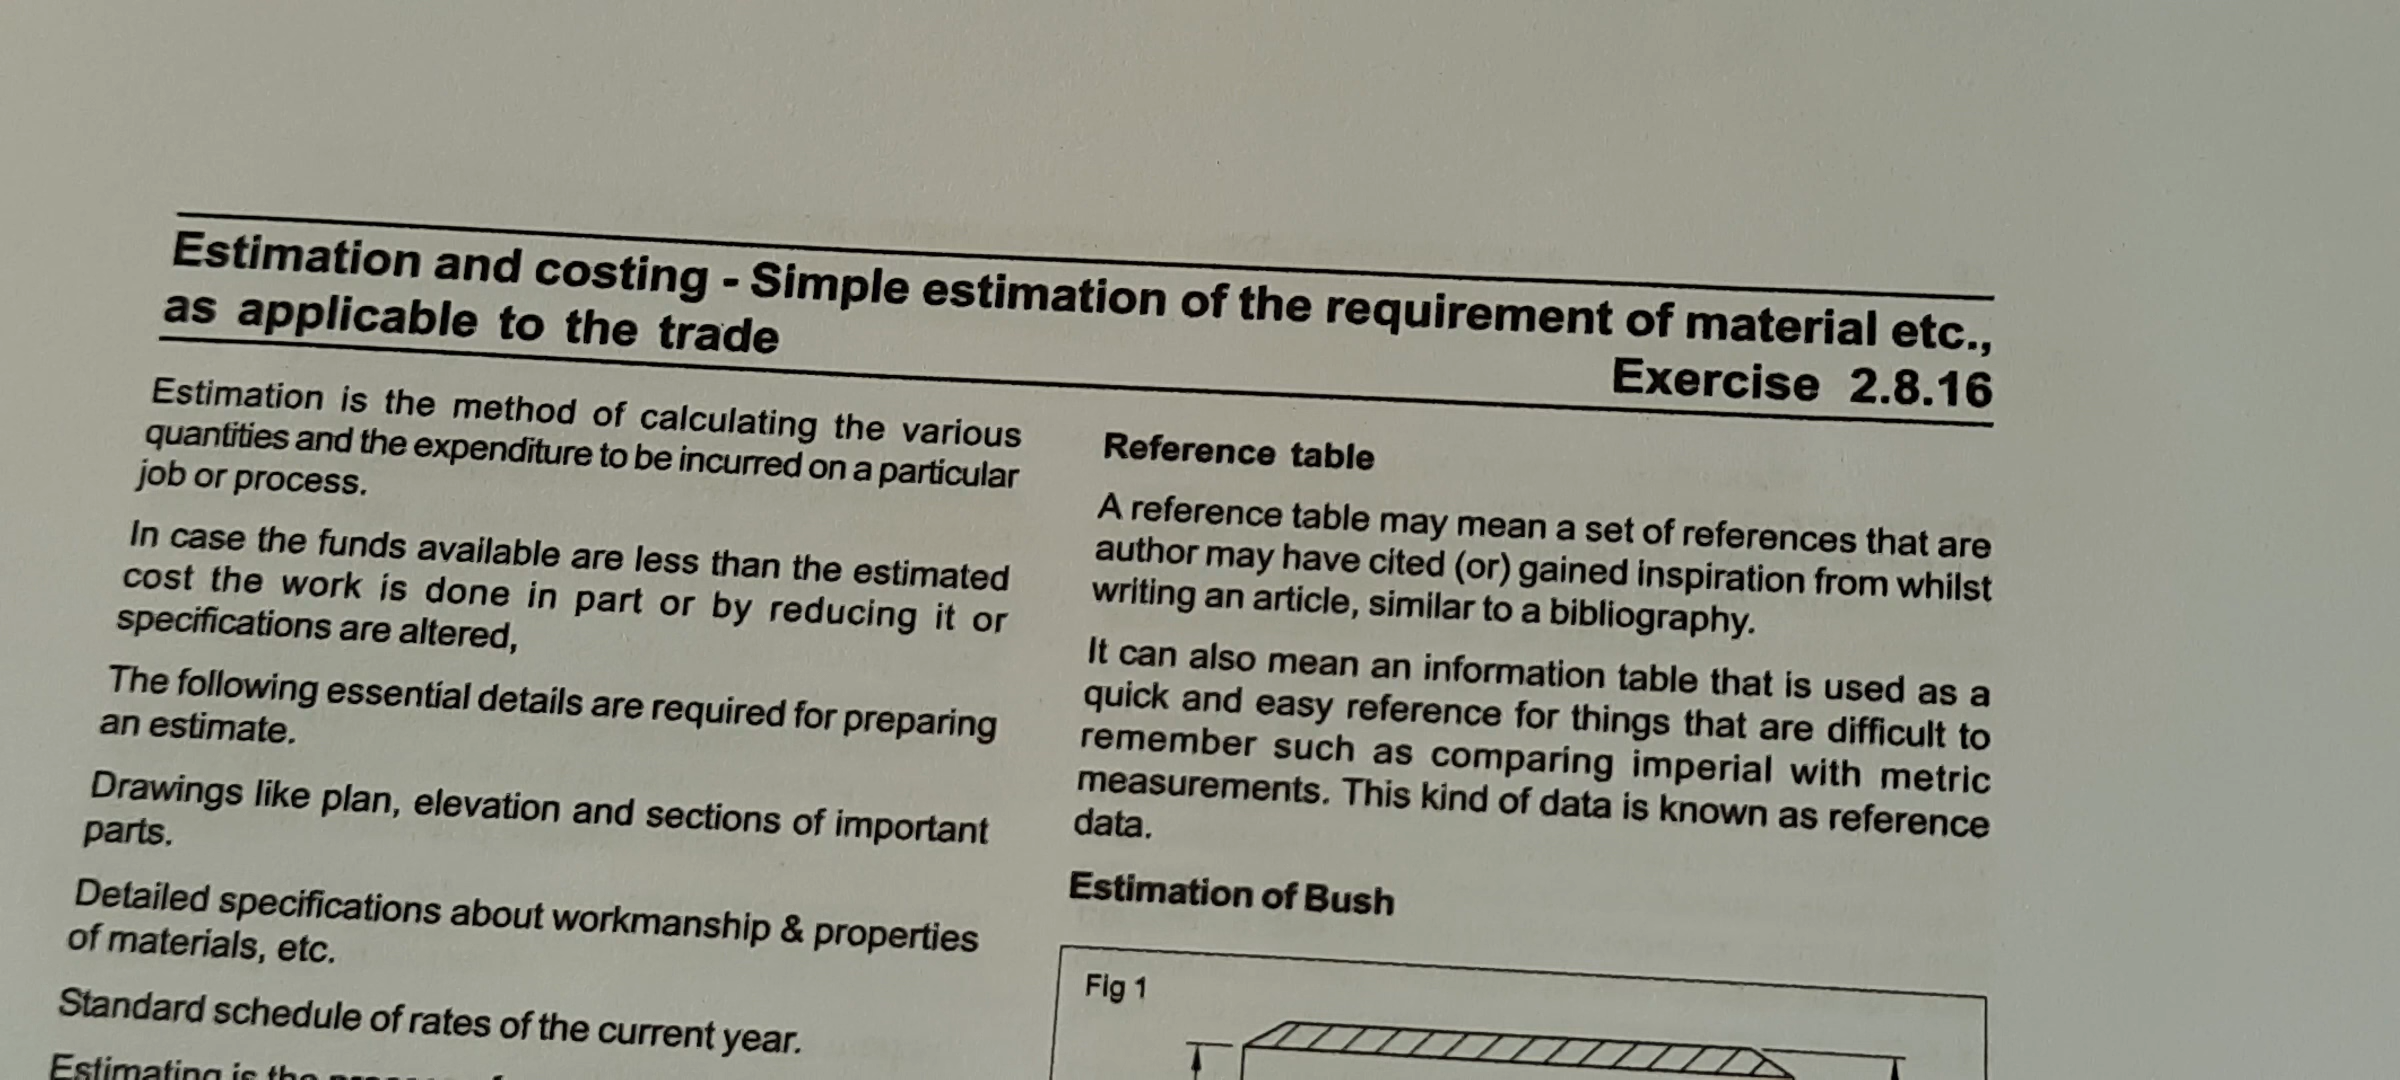 Estimation and costing - Simple estimation of the requirement of material etc.,
as applicable to the trade
Exercise 2.8.16
Estimation is the method of calculating the various
quantities and the expenditure to be incurred on a particular
job or process.
In case the funds available are less than the estimated
cost the work is done in part or by reducing it or
specifications are altered,
The following essential details are required for preparing
an estimate.
Drawings like plan, elevation and sections of important
parts.
Detailed specifications about workmanship & properties
of materials, etc.
Standard schedule of rates of the current year.
Estimating is the
Reference table
A reference table may mean a set of references that are
author may have cited (or) gained inspiration from whilst
writing an article, similar to a bibliography.
It can also mean an information table that is used as a
quick and easy reference for things that are difficult to
remember such as comparing imperial with metric
measurements. This kind of data is known as reference
data.
Estimation of Bush
Fig 1